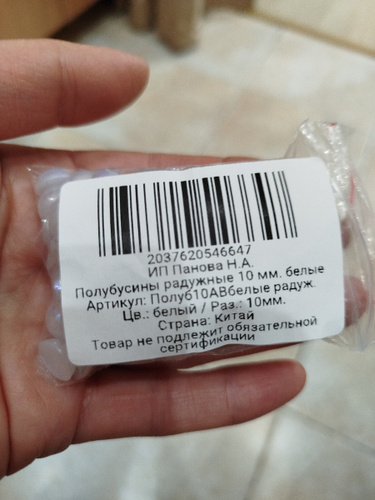 2037620546647
ИП Панова Н.А.
Полубусины радужные 10 мм. белые
Артикул: Полуб10АВбелые радуж.
Цв.: белый / Раз.: 10мм.
Страна: Китай
Товар не подлежит обязательной
сертификации